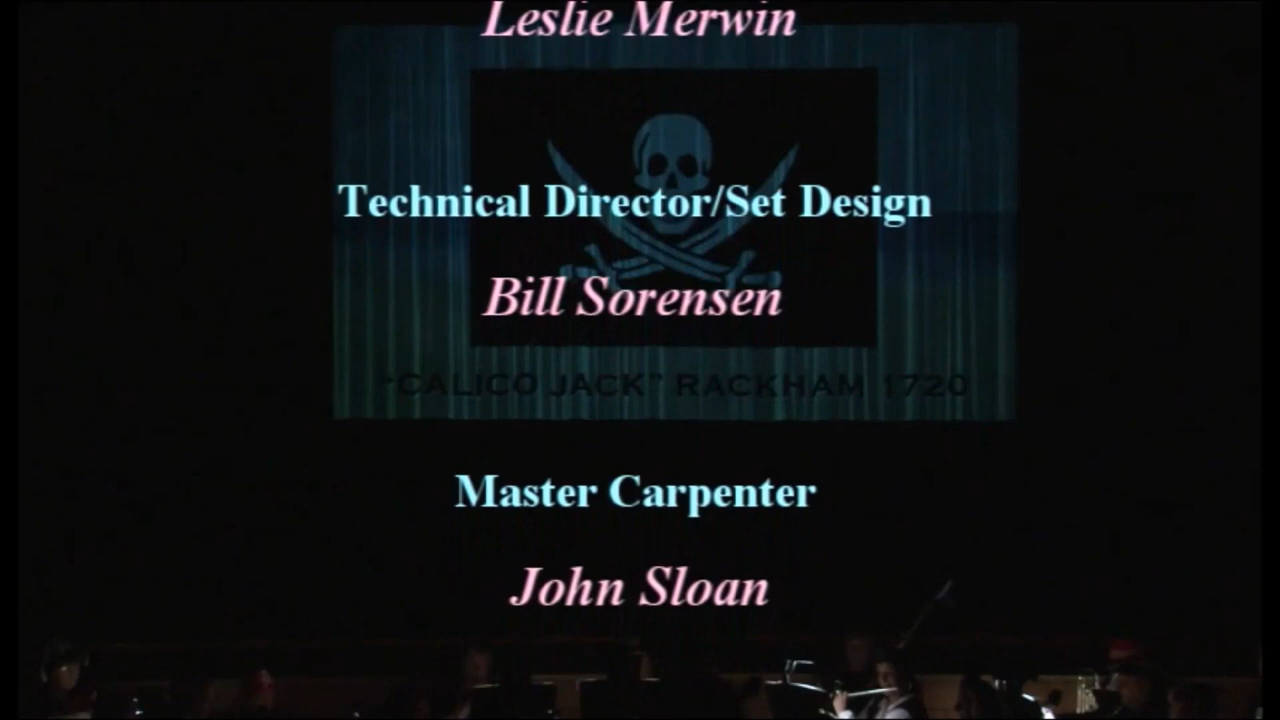 Leslie Merwin
Technical Director/Set Design
Bill Sorensen
"CALICO JACK" RACKHAM 1720
Master Carpenter
John Sloan